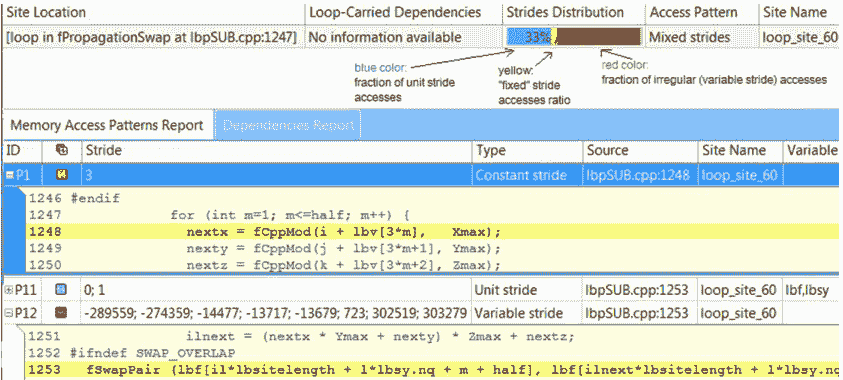 Site Location Loop-Carried Dependencies Strides Distribution Access Pattern Site Name
[loop in fPropagationSwap at lbpSUB.cpp:1247] No information available 33% Mixed strides loop_site_60
blue color: fraction of unit stride accesses
yellow: "fixed" stride accesses ratio
red color: fraction of irregular (variable stride) accesses
Memory Access Patterns Report Dependencies Report
ID Stride Type Source Site Name Variable
P1 3 Constant stride lbpSUB.cpp:1248 loop_site_60
1246 #endif
1247 for (int m=1; m<=half; m++) {
1248 nextx = fCppMod(i + lbv[3*m], Xmax);
1249 nexty = fCppMod(j + lbv[3*m+1], Ymax);
1250 nextz = fCppMod(k + lbv[3*m+2], Zmax);
P11 0; 1 Unit stride lbpSUB.cpp:1253 loop_site_60 lbf,lbsy
P12 -289559; -274359; -14477; -13717; -13679; 723; 302519; 303279 Variable stride lbpSUB.cpp:1253 loop_site_60
1251 ilnext = (nextx * Ymax + nexty) * Zmax + nextz;
1252 #ifndef SWAP_OVERLAP
1253 fSwapPair (lbf[il*lbsitelength + l*lbsy.nq + m + half], lbf[ilnext*lbsitelength + l*lbsy.n